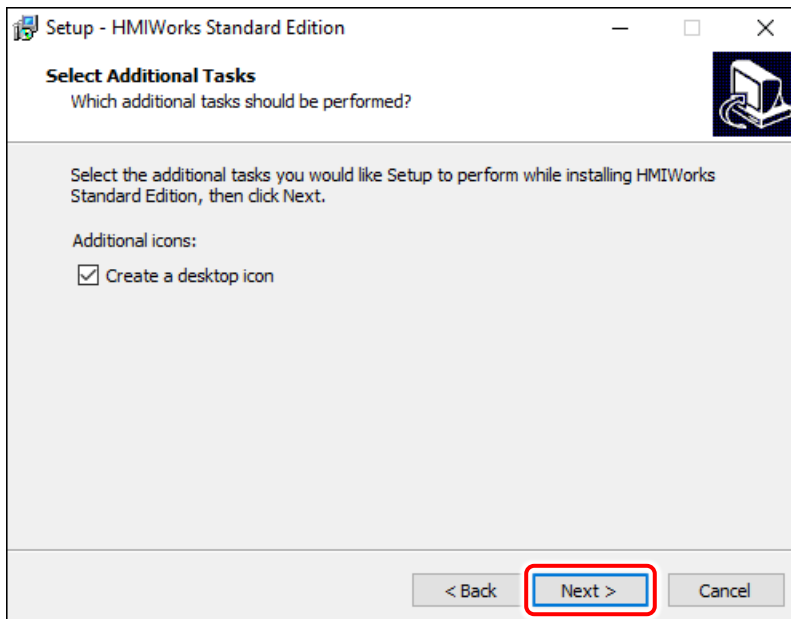 Setup - HMIWorks Standard Edition
Select Additional Tasks
Which additional tasks should be performed?
Select the additional tasks you would like Setup to perform while installing HMIWorks
Standard Edition, then click Next.
Additional icons:
Create a desktop icon
< Back Next > Cancel